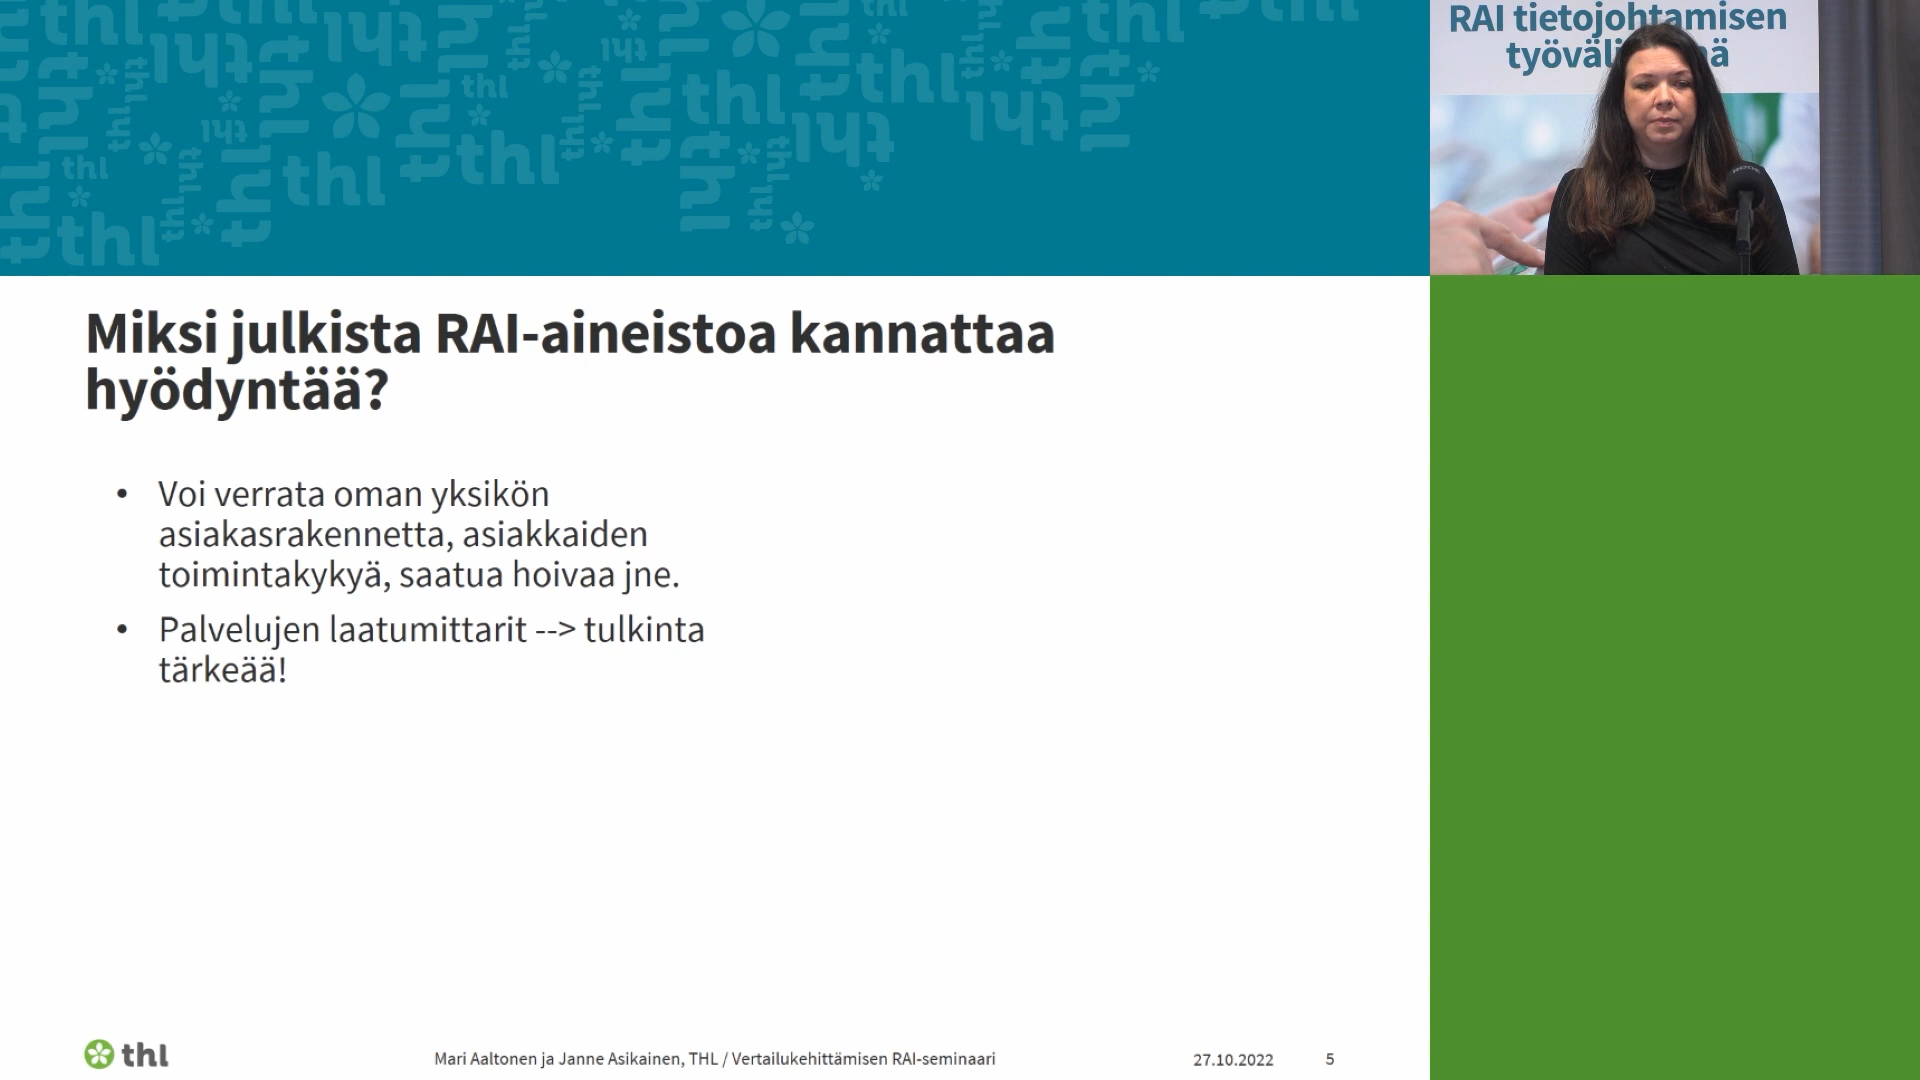 RAI tietojohtamisen
Miksi julkista RAI-aineistoa kannattaa
hyödyntää?
• Voi verrata oman yksikön
asiakasrakennetta, asiakkaiden
toimintakykyä, saatua hoivaa jne.
• Palvelujen laatumittarit --> tulkinta
tärkeää!
thl
Mari Aaltonen ja Janne Asikainen, THL / Vertailukehittämisen RAI-seminaari
27.10.2022
5